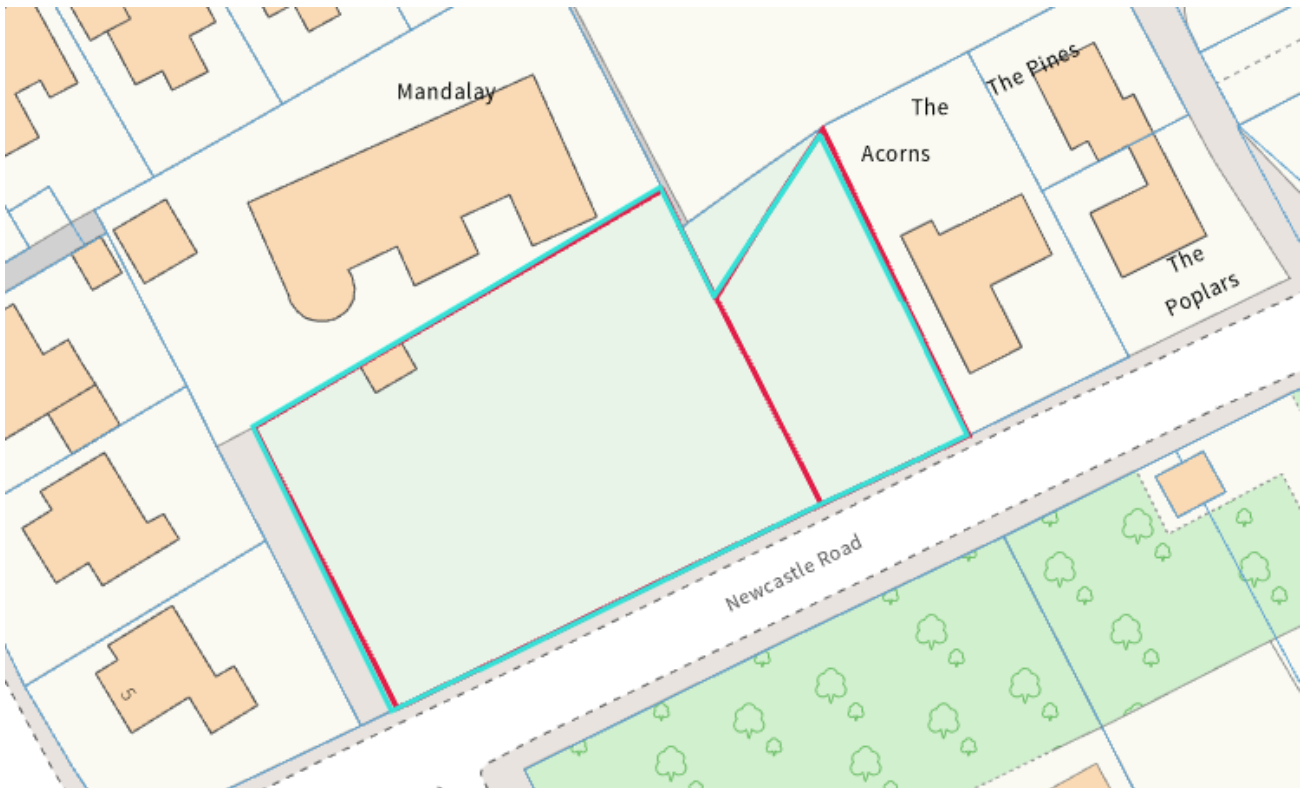 Mandalay
The Pines
The
Acorns
The
Poplars
Newcastle Road
5